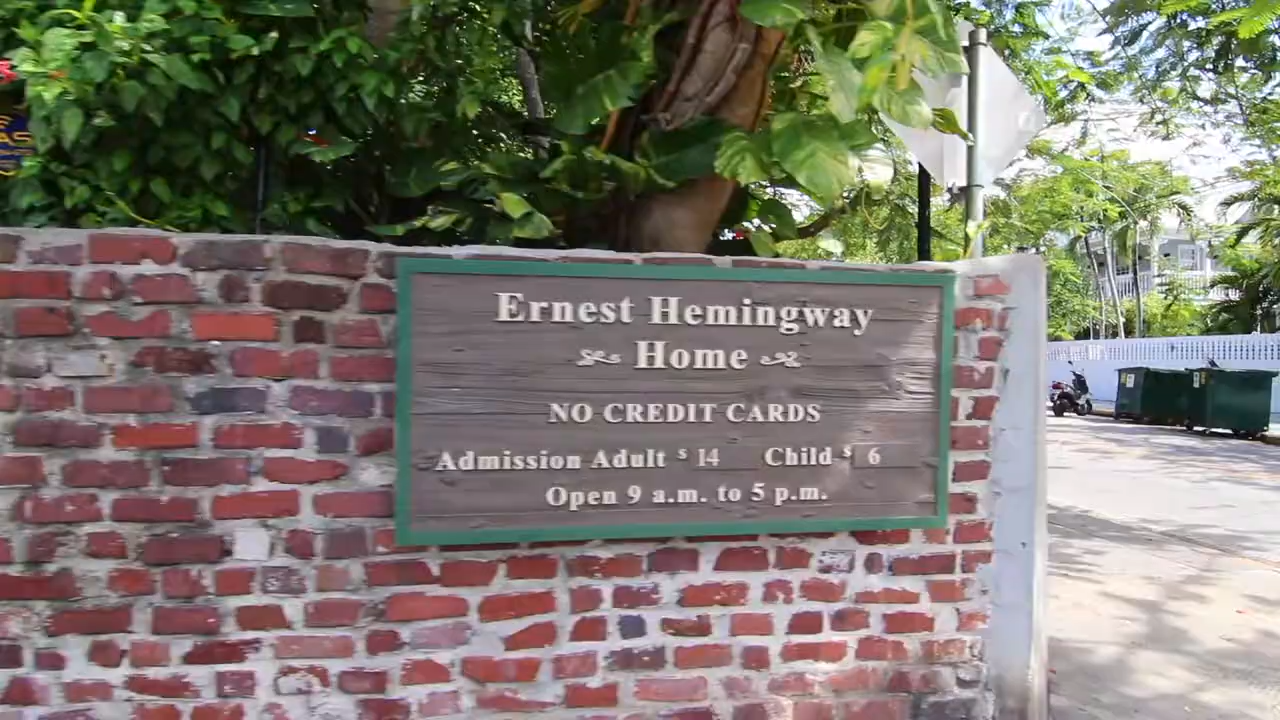 Ernest Hemingway
Home
NO CREDIT CARDS
Admission Adult $ 14 Child $ 6
Open 9 a.m. to 5 p.m.